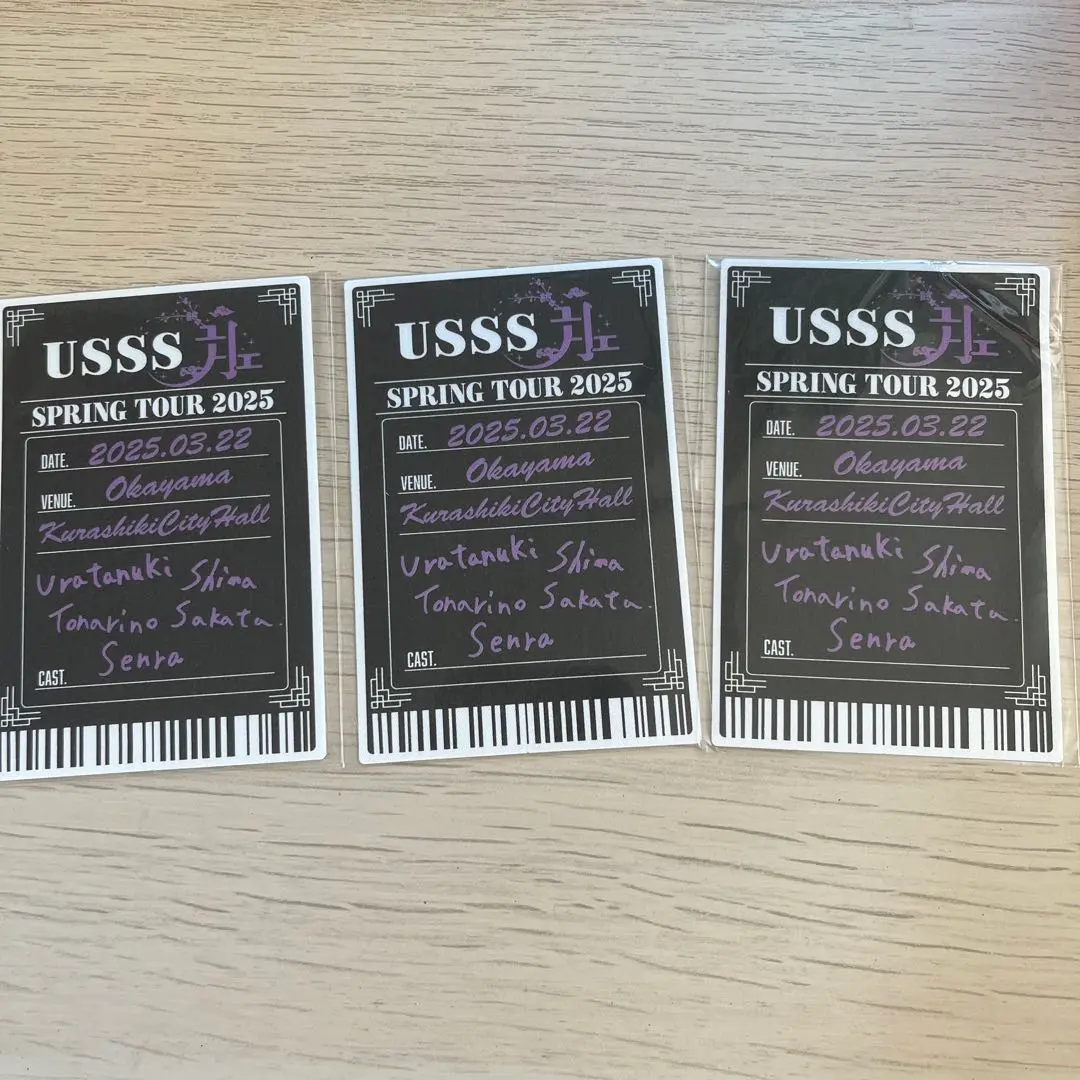 USSS
SPRING TOUR 2025
DATE. 2025.03.22
VENUE. Okayama
KurashikiCityHall
Uratanuki Shima
Tonarino Sakata.
Senra
CAST.
USSS
SPRING TOUR 2025
DATE. 2025.03.22
VENUE. Okayama
KurashikiCityHall
Uratanuki Shima
Tonarino Sakata.
Senra
CAST.
USSS
SPRING TOUR 2025
DATE. 2025.03.22
VENUE. Okayama
KurashikiCityHall
Uratanuki Shima
Tonarino Sakata.
Senra
CAST.